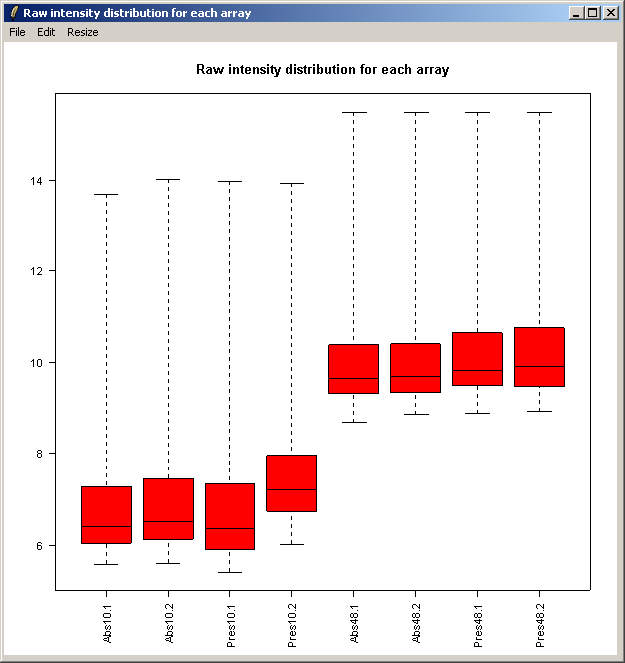 Raw intensity distribution for each array
File Edit Resize
Raw intensity distribution for each array
14
12
10
8
6
Abs10.1 Abs10.2 Pres10.1 Pres10.2 Abs48.1 Abs48.2 Pres48.1 Pres48.2